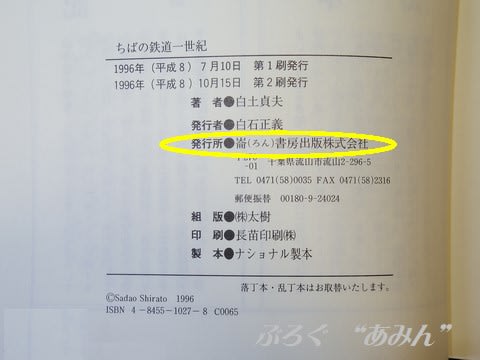 ちばの鉄道一世紀
1996年(平成8)7月10日 第1刷発行
1996年(平成8)10月15日 第2刷発行
著者●白土貞夫
発行者●白石正義
発行所●崙(ろん)書房出版株式会社
-01 千葉県流山市流山2-296-5
TEL 0471(58)0035 FAX 0471(58)2316
郵便振替 00180-9-24024
組版●㈱太樹
印刷●長苗印刷㈱
製本●ナショナル製本
落丁本・乱丁本はお取替いたします。
©Sadao Shirato 1996
ISBN 4-8455-1027-8 C0065
ぶろぐ “あみん”